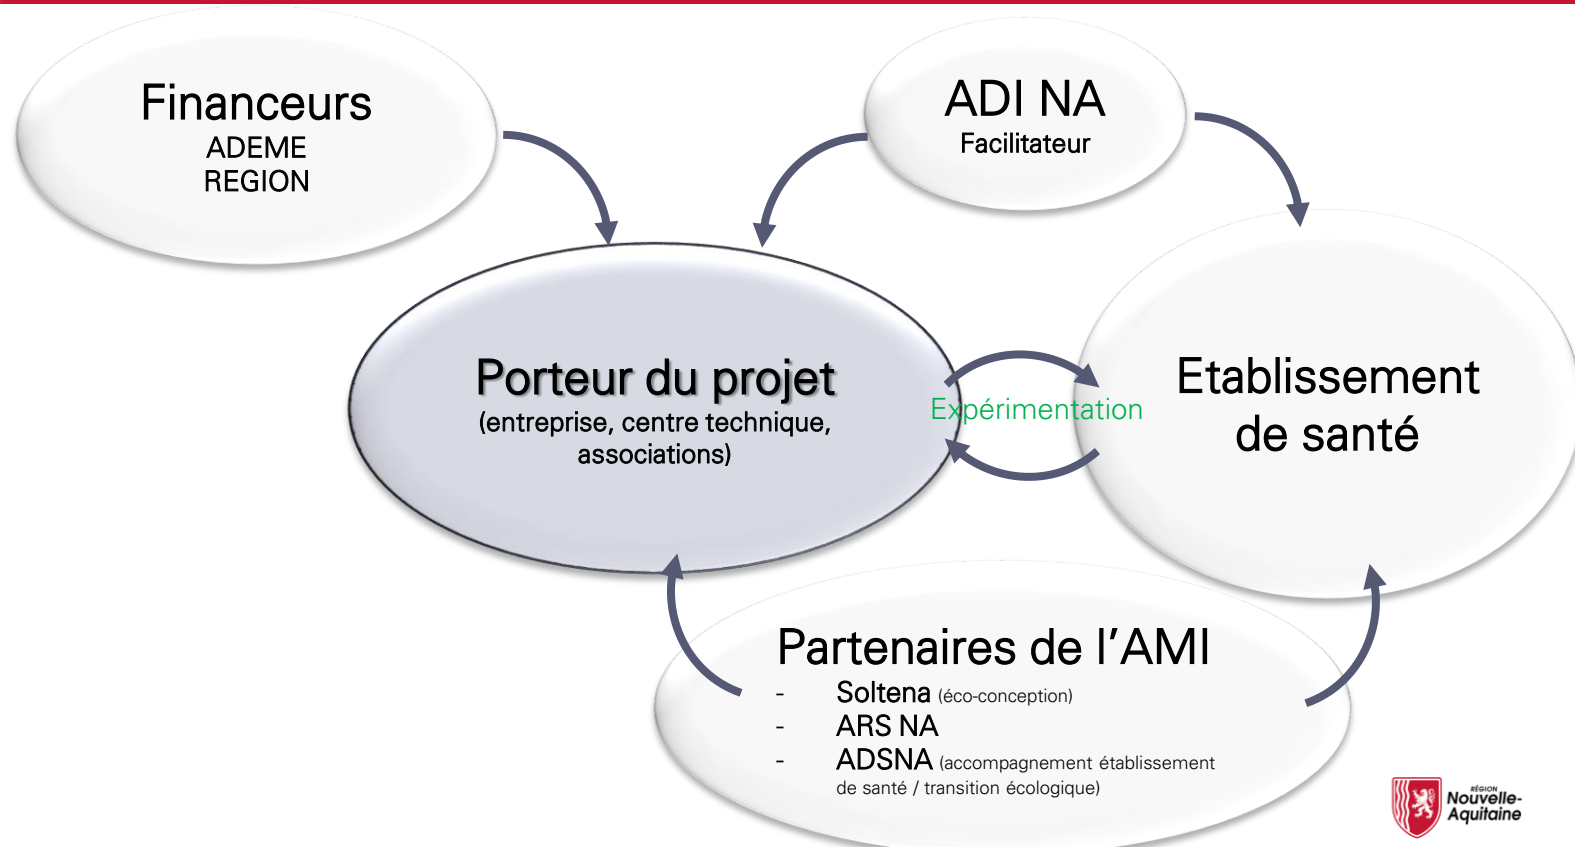 Financeurs
ADEME
REGION
ADI NA
Facilitateur
Porteur du projet
(entreprise, centre technique,
associations)
Expérimentation
Etablissement
de santé
Partenaires de l’AMI
- Soltena (éco-conception)
- ARS NA
- ADSNA (accompagnement établissement
de santé / transition écologique)
RÉGION
Nouvelle-
Aquitaine